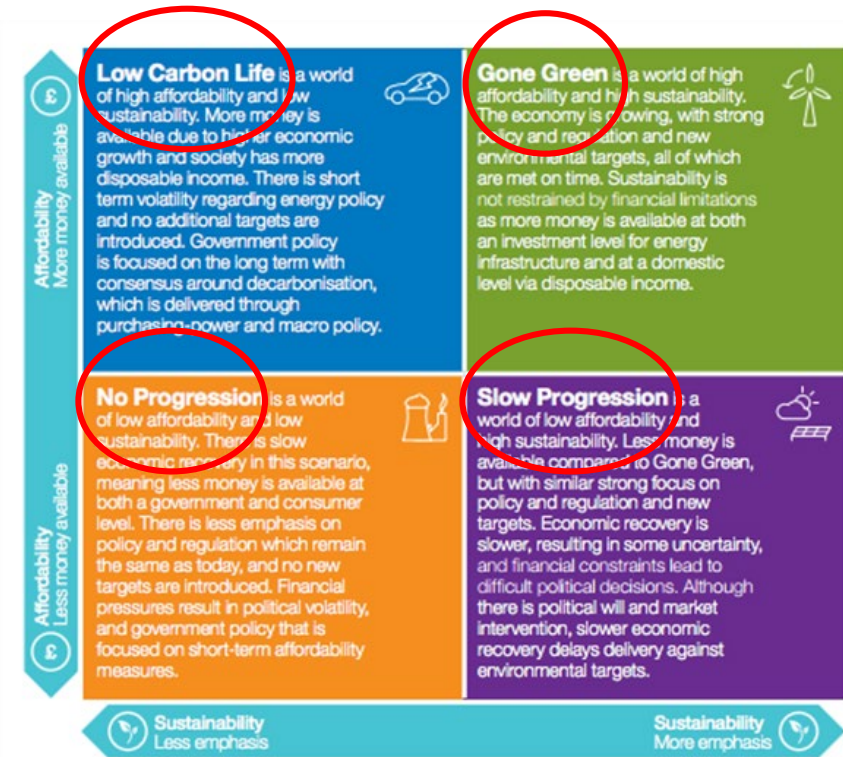 Low Carbon Life is a world
of high affordability and low
sustainability. More money is
available due to higher economic
growth and society has more
disposable income. There is short
term volatility regarding energy policy
and no additional targets are
introduced. Government policy
is focused on the long term with
consensus around decarbonisation,
which is delivered through
purchasing-power and macro policy.
Gone Green is a world of high
affordability and high sustainability.
The economy is growing, with strong
policy and regulation and new
environmental targets, all of which
are met on time. Sustainability is
not restrained by financial limitations
as more money is available at both
an investment level for energy
infrastructure and at a domestic
level via disposable income.
Affordability
More money available
£
No Progression is a world
of low affordability and low
sustainability. There is slow
economic recovery in this scenario,
meaning less money is available at
both a government and consumer
level. There is less emphasis on
policy and regulation which remain
the same as today, and no new
targets are introduced. Financial
pressures result in political volatility,
and government policy that is
focused on short-term affordability
measures.
Slow Progression is a
world of low affordability and
high sustainability. Less money is
available compared to Gone Green,
but with similar strong focus on
policy and regulation and new
targets. Economic recovery is
slower, resulting in some uncertainty,
and financial constraints lead to
difficult political decisions. Although
there is political will and market
intervention, slower economic
recovery delays delivery against
environmental targets.
Affordability
Less money available
£
Sustainability
Less emphasis
Sustainability
More emphasis